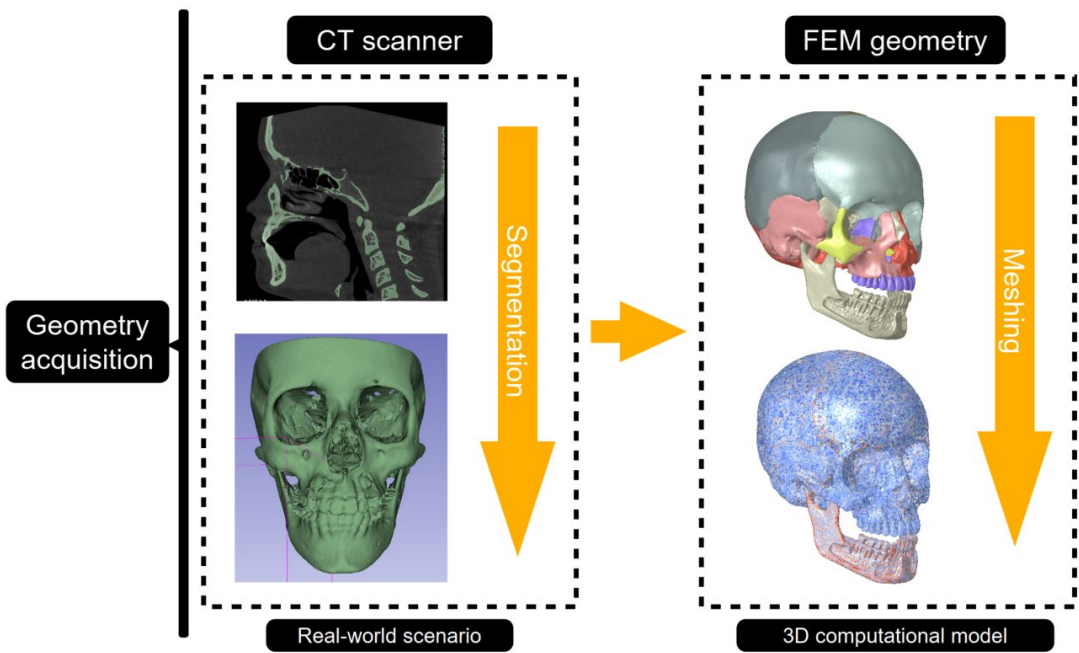 CT scanner
FEM geometry
Geometry
acquisition
Segmentation
Meshing
Real-world scenario
3D computational model